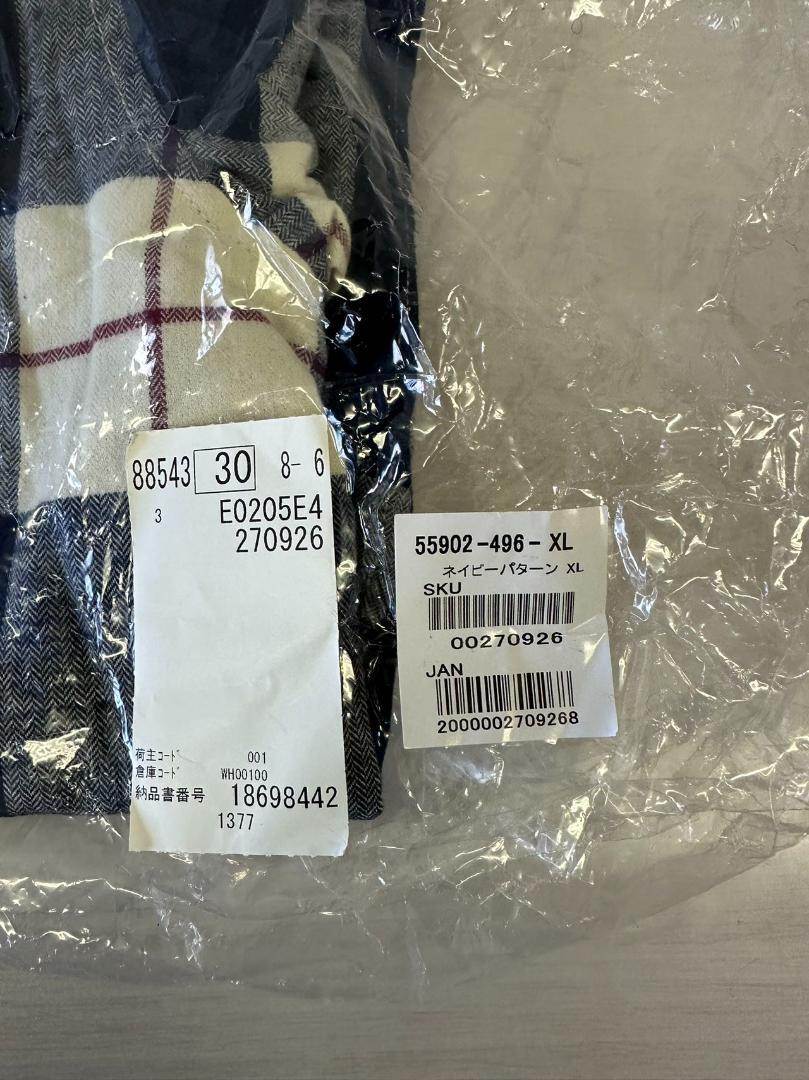 88543 30 8- 6
3 E0205E4
270926
荷主コード 001
倉庫コード WH00100
納品書番号 18698442
1377
55902-496- XL
ネイビーパターン XL
SKU
00270926
JAN
2000002709268